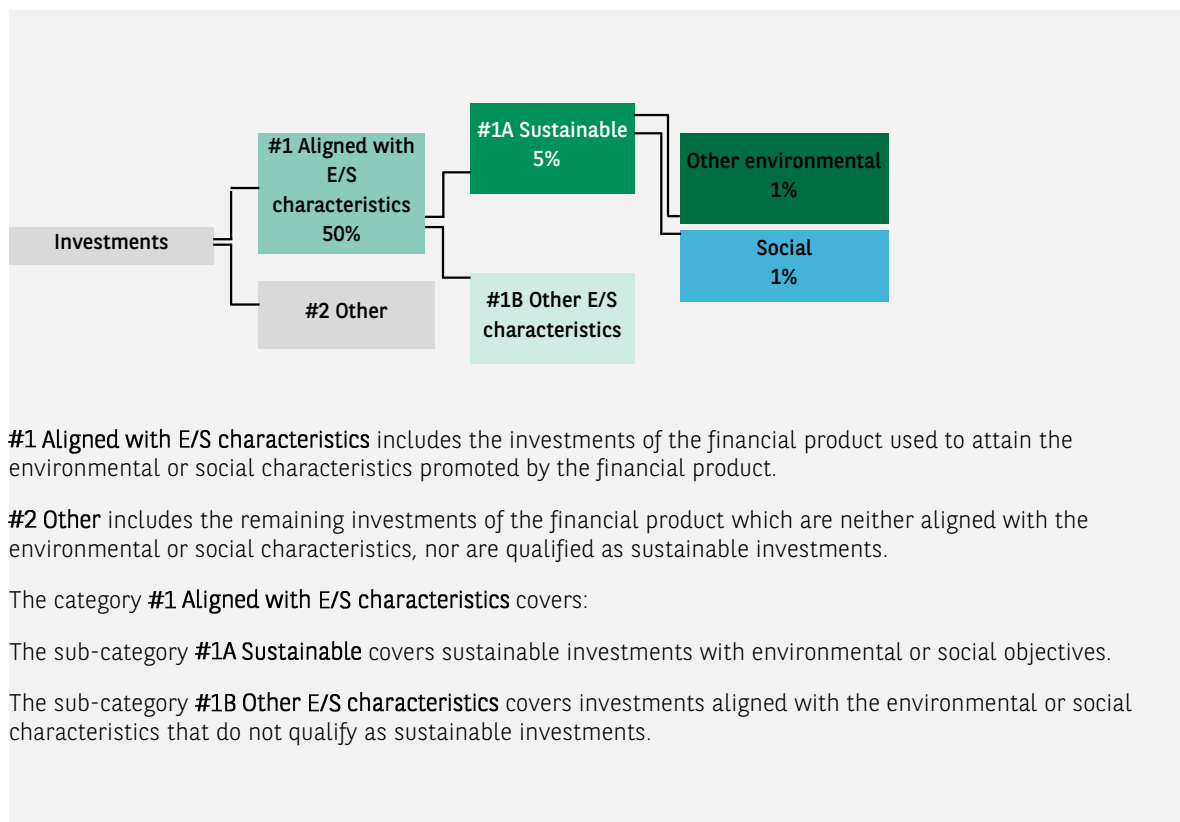 #1A Sustainable
5%
#1 Aligned with
E/S
characteristics
50%
Other environmental
1%
Investments
Social
1%
#2 Other
#1B Other E/S
characteristics
#1 Aligned with E/S characteristics includes the investments of the financial product used to attain the
environmental or social characteristics promoted by the financial product.
#2 Other includes the remaining investments of the financial product which are neither aligned with the
environmental or social characteristics, nor are qualified as sustainable investments.
The category #1 Aligned with E/S characteristics covers:
The sub-category #1A Sustainable covers sustainable investments with environmental or social objectives.
The sub-category #1B Other E/S characteristics covers investments aligned with the environmental or social
characteristics that do not qualify as sustainable investments.